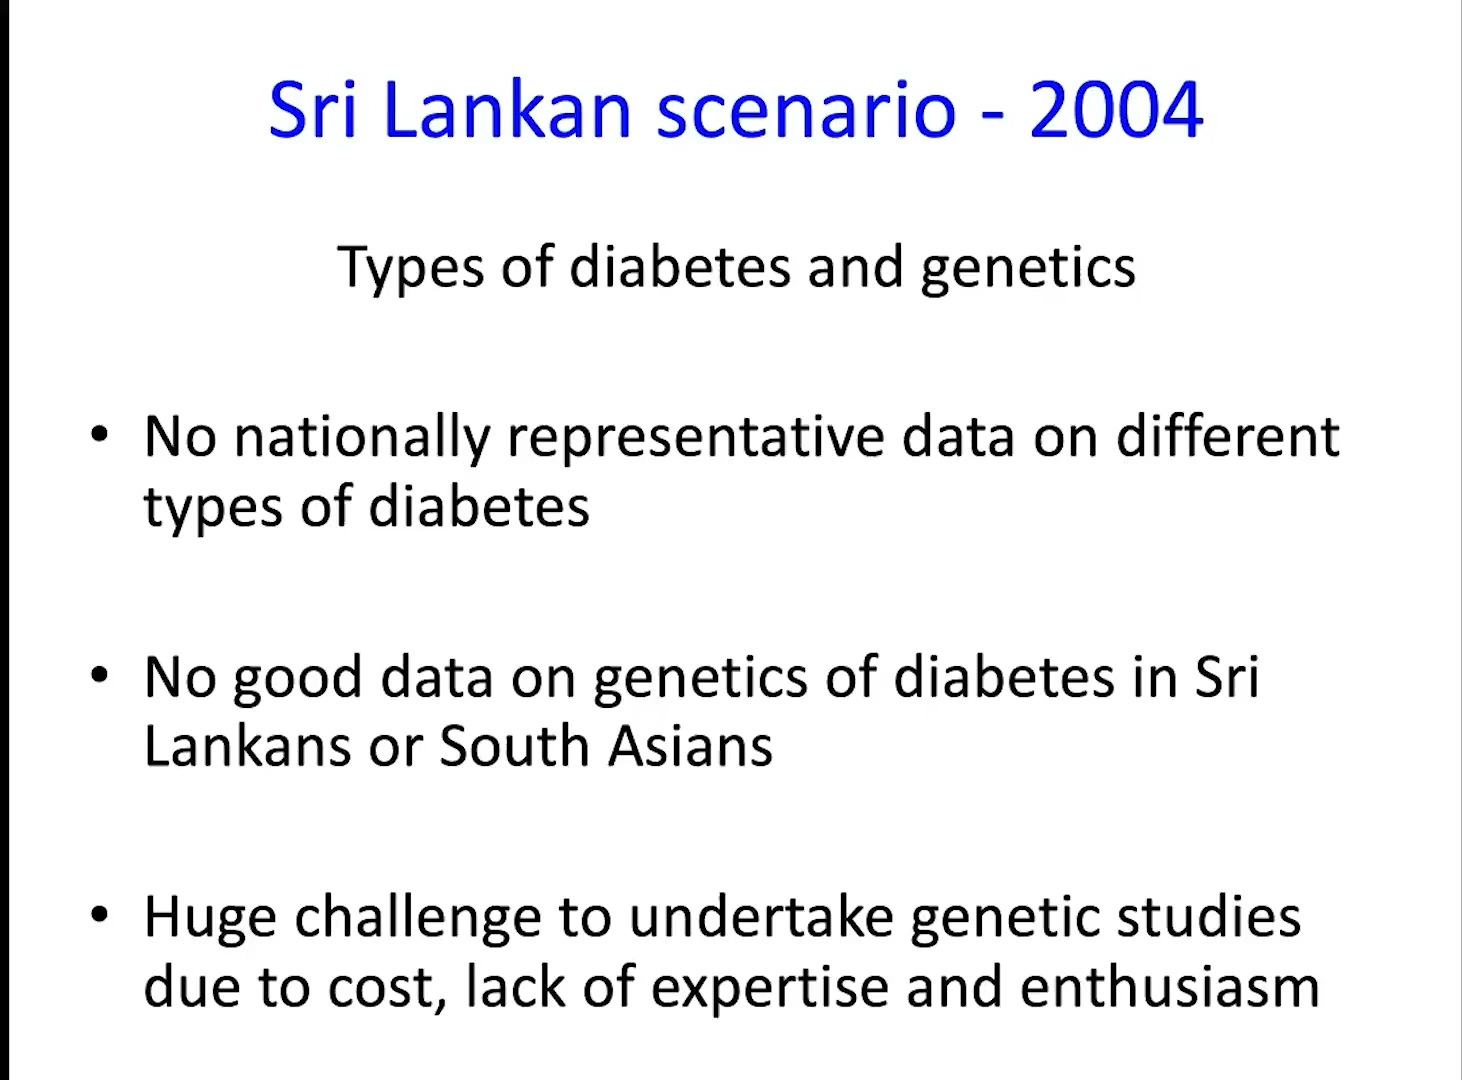 Sri Lankan scenario - 2004
Types of diabetes and genetics
• No nationally representative data on different
types of diabetes
• No good data on genetics of diabetes in Sri
Lankans or South Asians
• Huge challenge to undertake genetic studies
due to cost, lack of expertise and enthusiasm